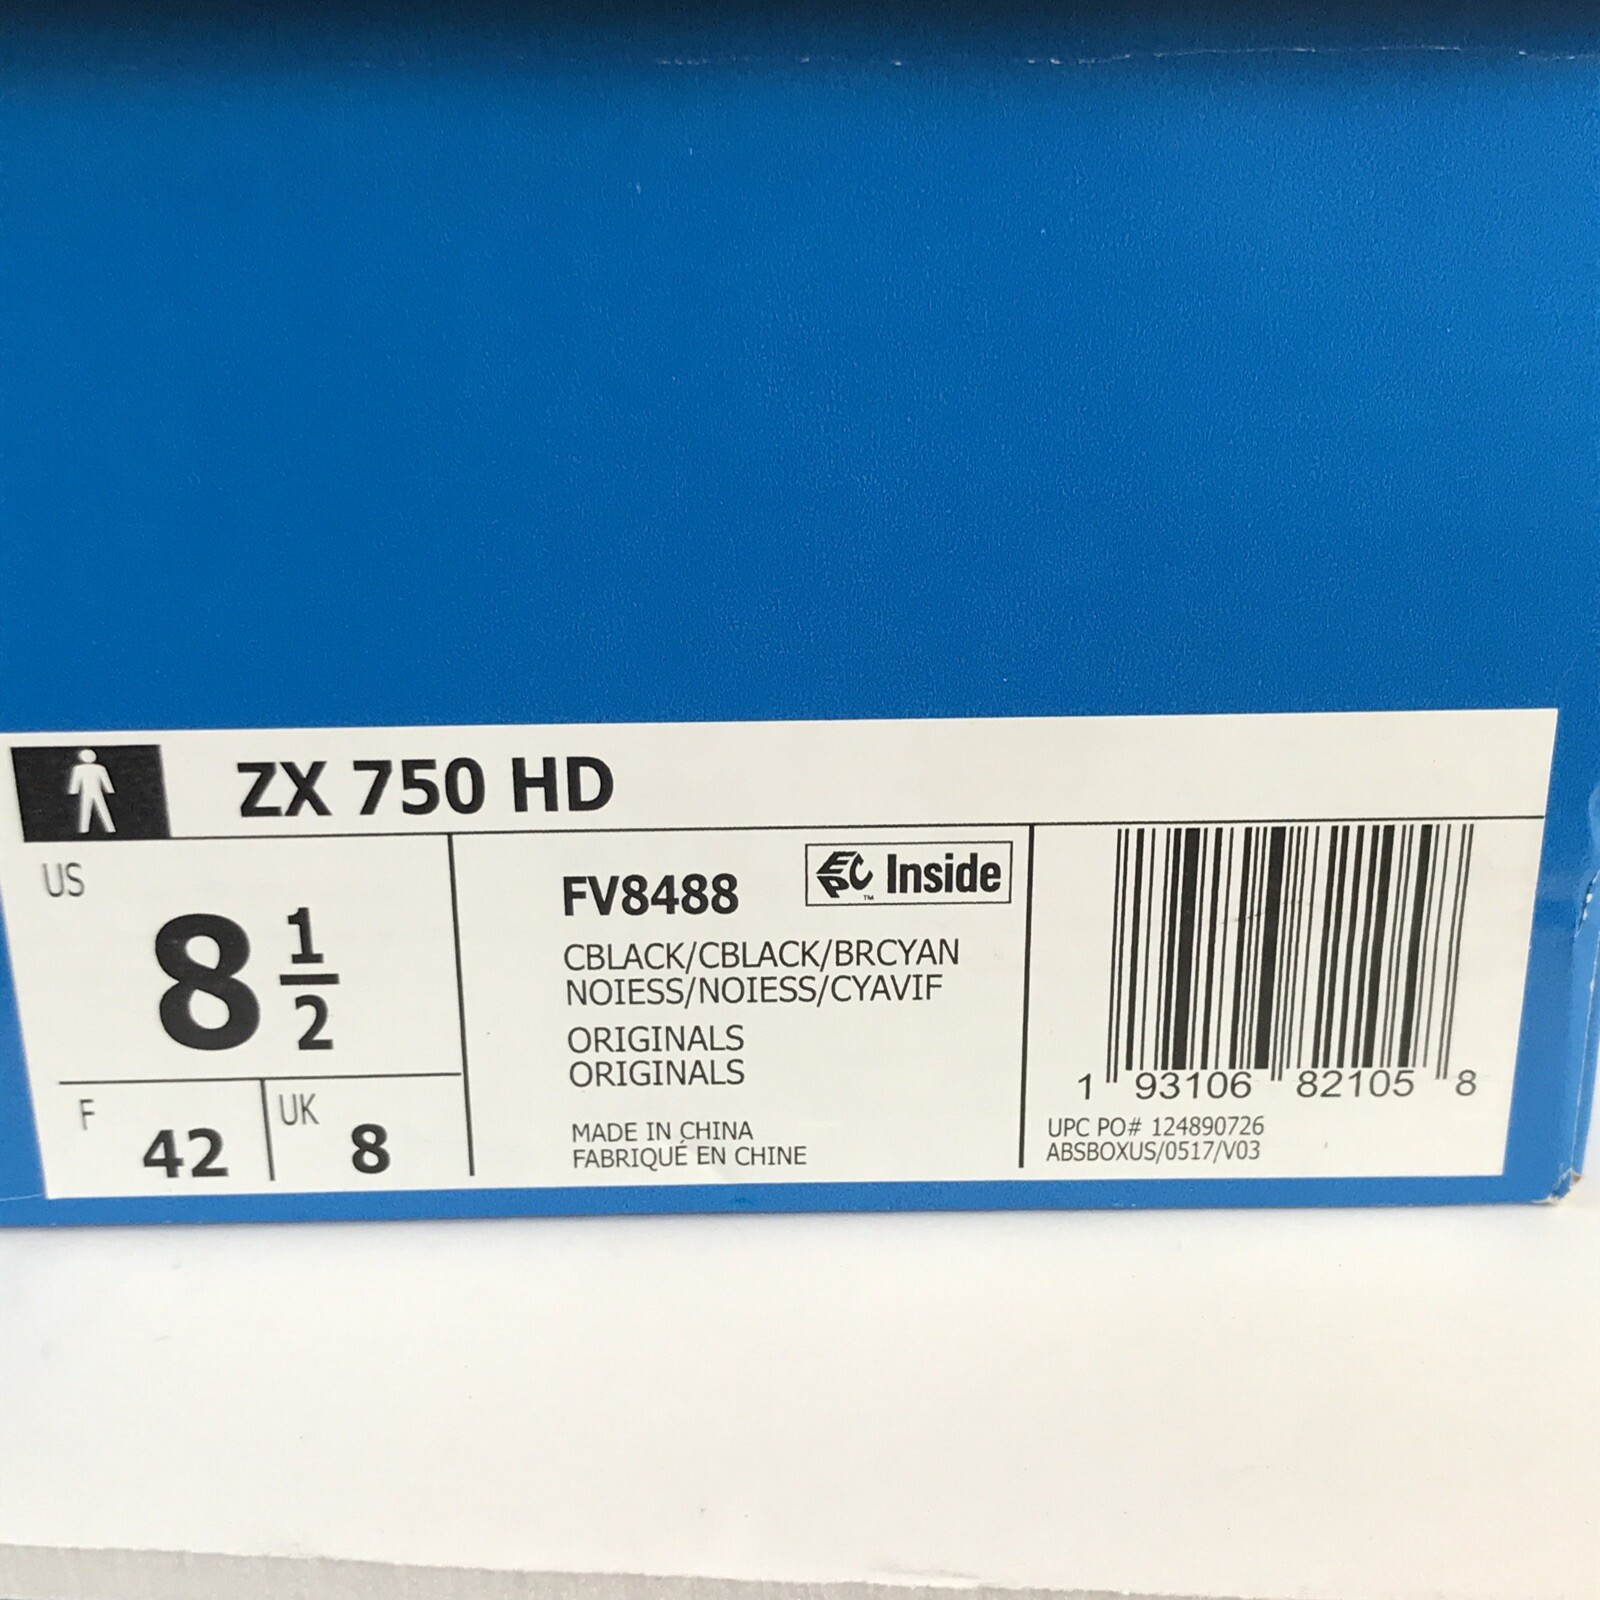 ZX 750 HD
US
8 1/2
F 42
UK 8
FV8488
EPC™ Inside
CBLACK/CBLACK/BRCYAN
NOIESS/NOIESS/CYAVIF
ORIGINALS
ORIGINALS
MADE IN CHINA
FABRIQUÉ EN CHINE
1 93106 82105 8
UPC PO# 124890726
ABSBOXUS/0517/V03